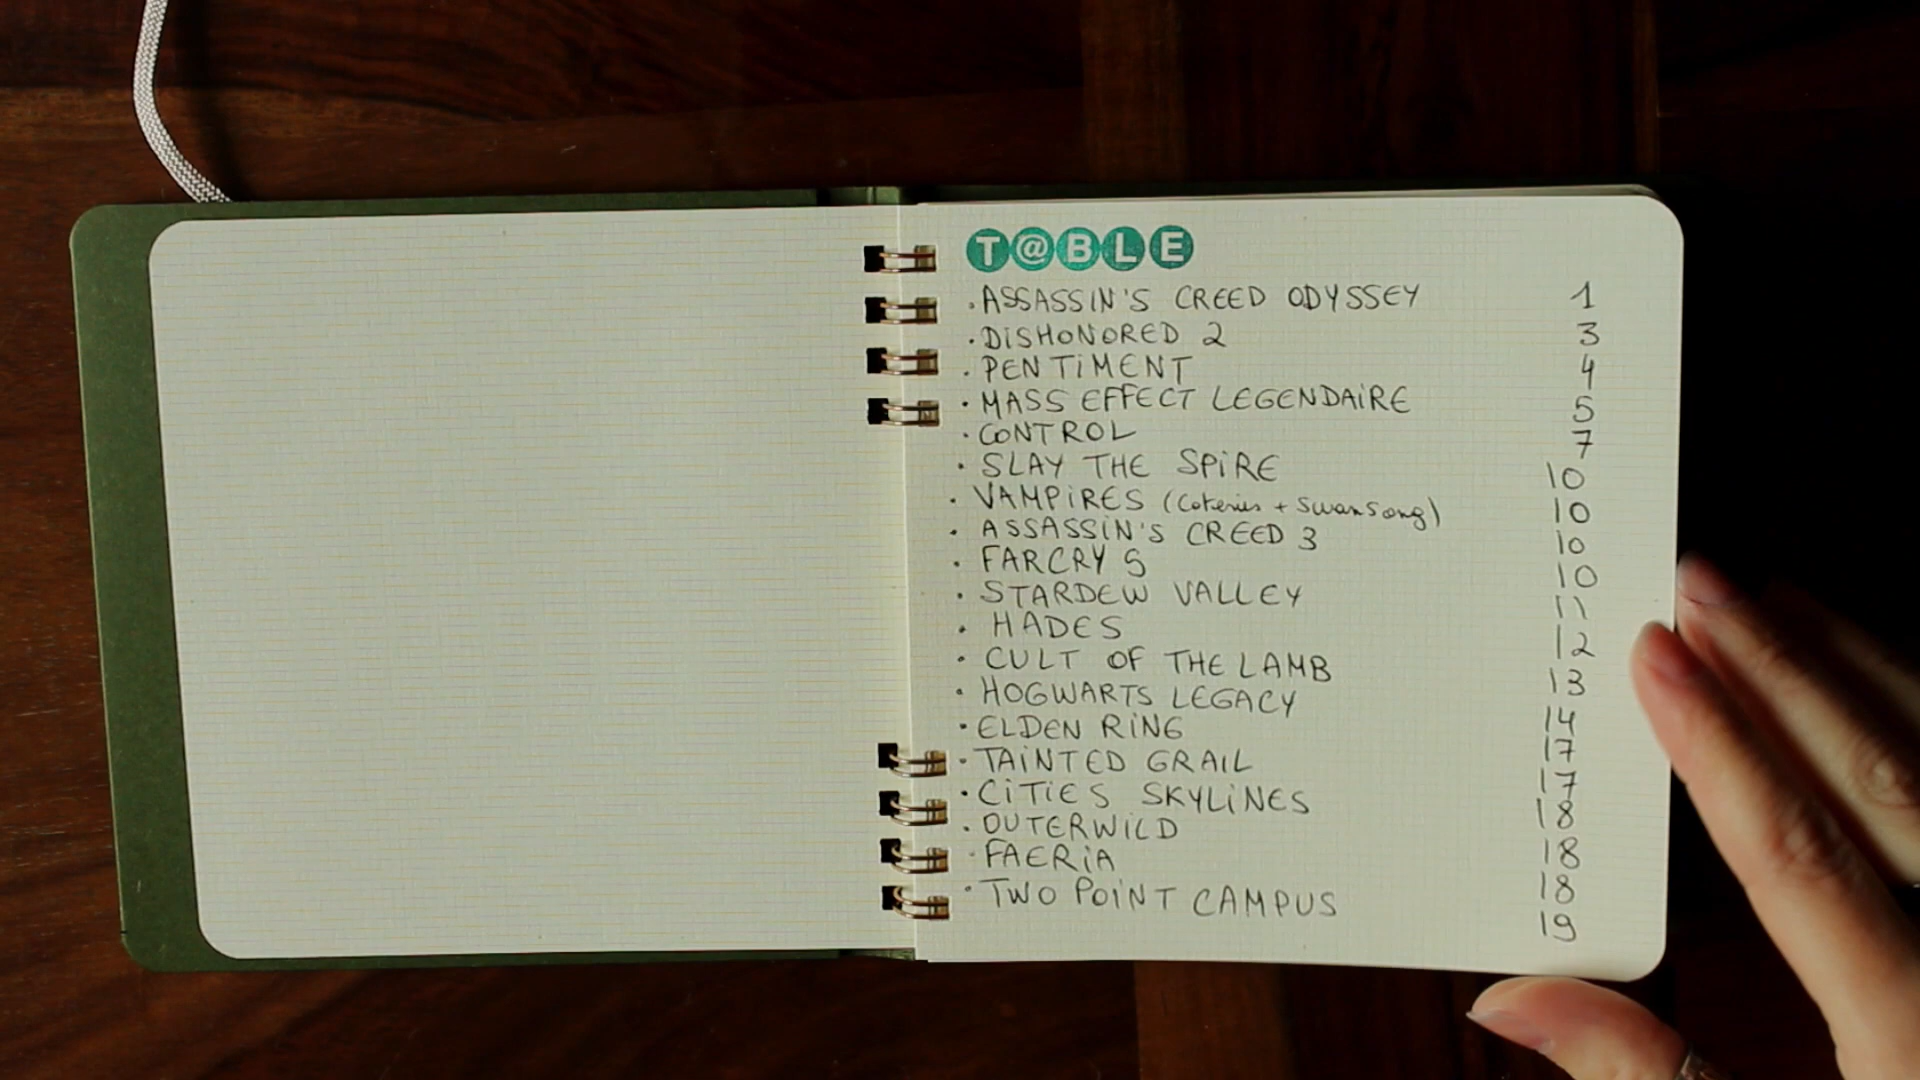 T@BLE
· ASSASSIN'S CREED ODYSSEY 1
· DISHONORED 2 3
· PENTIMENT 4
· MASS EFFECT LEGENDAIRE 5
· CONTROL 7
· SLAY THE SPIRE 10
· VAMPIRES (Coteries + Swansong) 10
· ASSASSIN'S CREED 3 10
· FARCRY 5 10
· STARDEW VALLEY 11
· HADES 12
· CULT OF THE LAMB 13
· HOGWARTS LEGACY 14
· ELDEN RING 17
· TAINTED GRAIL 17
· CITIES SKYLINES 18
· OUTERWILD 18
· FAERIA 18
· TWO POINT CAMPUS 19